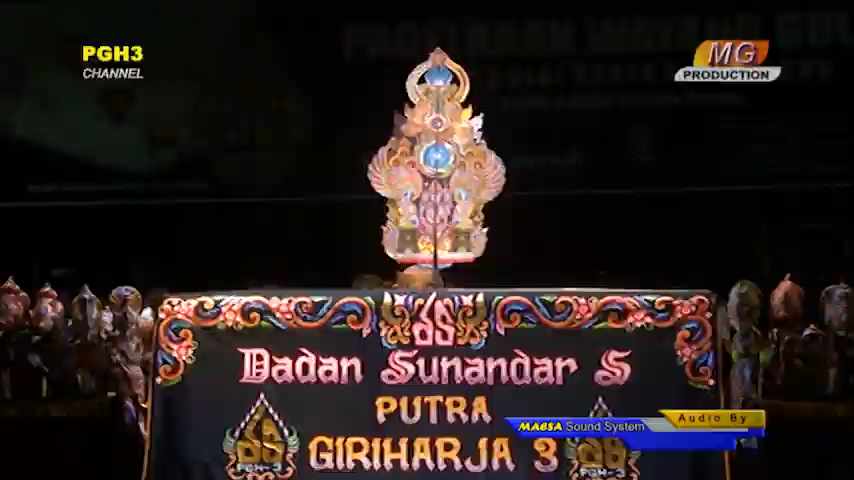 PGH3
CHANNEL
MG
PRODUCTION
DS
Dadan Sunandar S
PUTRA
GIRIHARJA 3
DS
PGH-3
DS
PGH-3
MAESA Sound System
Audio By